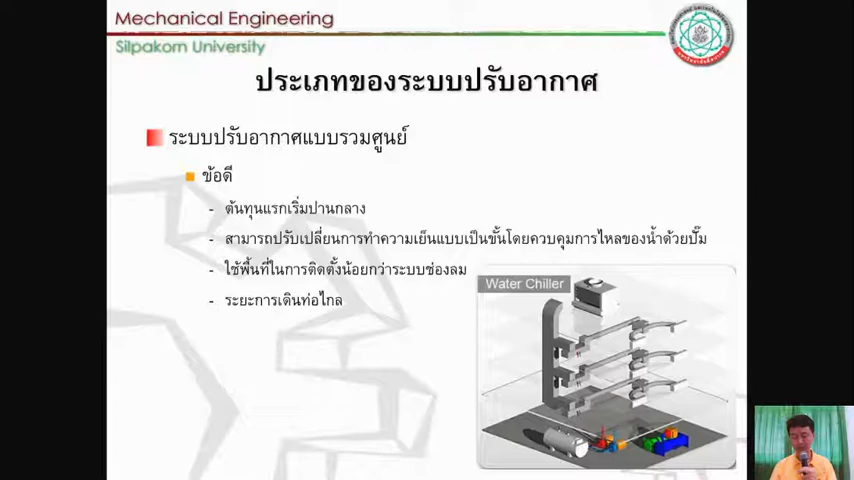 Mechanical Engineering
Silpakorn University
ประเภทของระบบปรับอากาศ
ระบบปรับอากาศแบบรวมศูนย์
ข้อดี
- ต้นทุนแรกเริ่มปานกลาง
- สามารถปรับเปลี่ยนการทำความเย็นแบบเป็นขั้นโดยควบคุมการไหลของน้ำด้วยปั๊ม
- ใช้พื้นที่ในการติดตั้งน้อยกว่าระบบช่องลม
- ระยะการเดินท่อไกล
Water Chiller